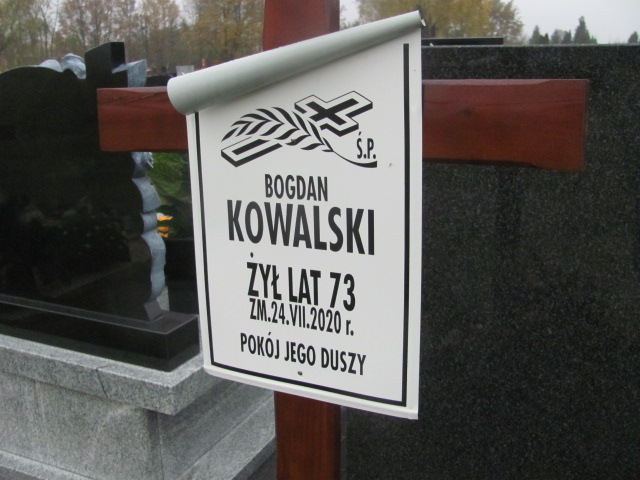 Ś.P.
BOGDAN
KOWALSKI
ŻYŁ LAT 73
ZM.24.VII.2020 r.
POKÓJ JEGO DUSZY